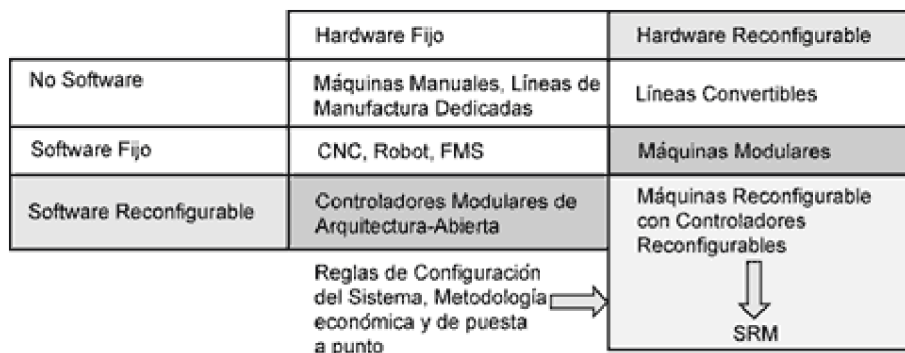 Hardware Fijo
Hardware Reconfigurable
No Software
Máquinas Manuales, Líneas de
Manufactura Dedicadas
Líneas Convertibles
Software Fijo
CNC, Robot, FMS
Máquinas Modulares
Software Reconfigurable
Controladores Modulares de
Arquitectura-Abierta
Máquinas Reconfigurable
con Controladores
Reconfigurables
Reglas de Configuración
del Sistema, Metodología
económica y de puesta
a punto
SRM